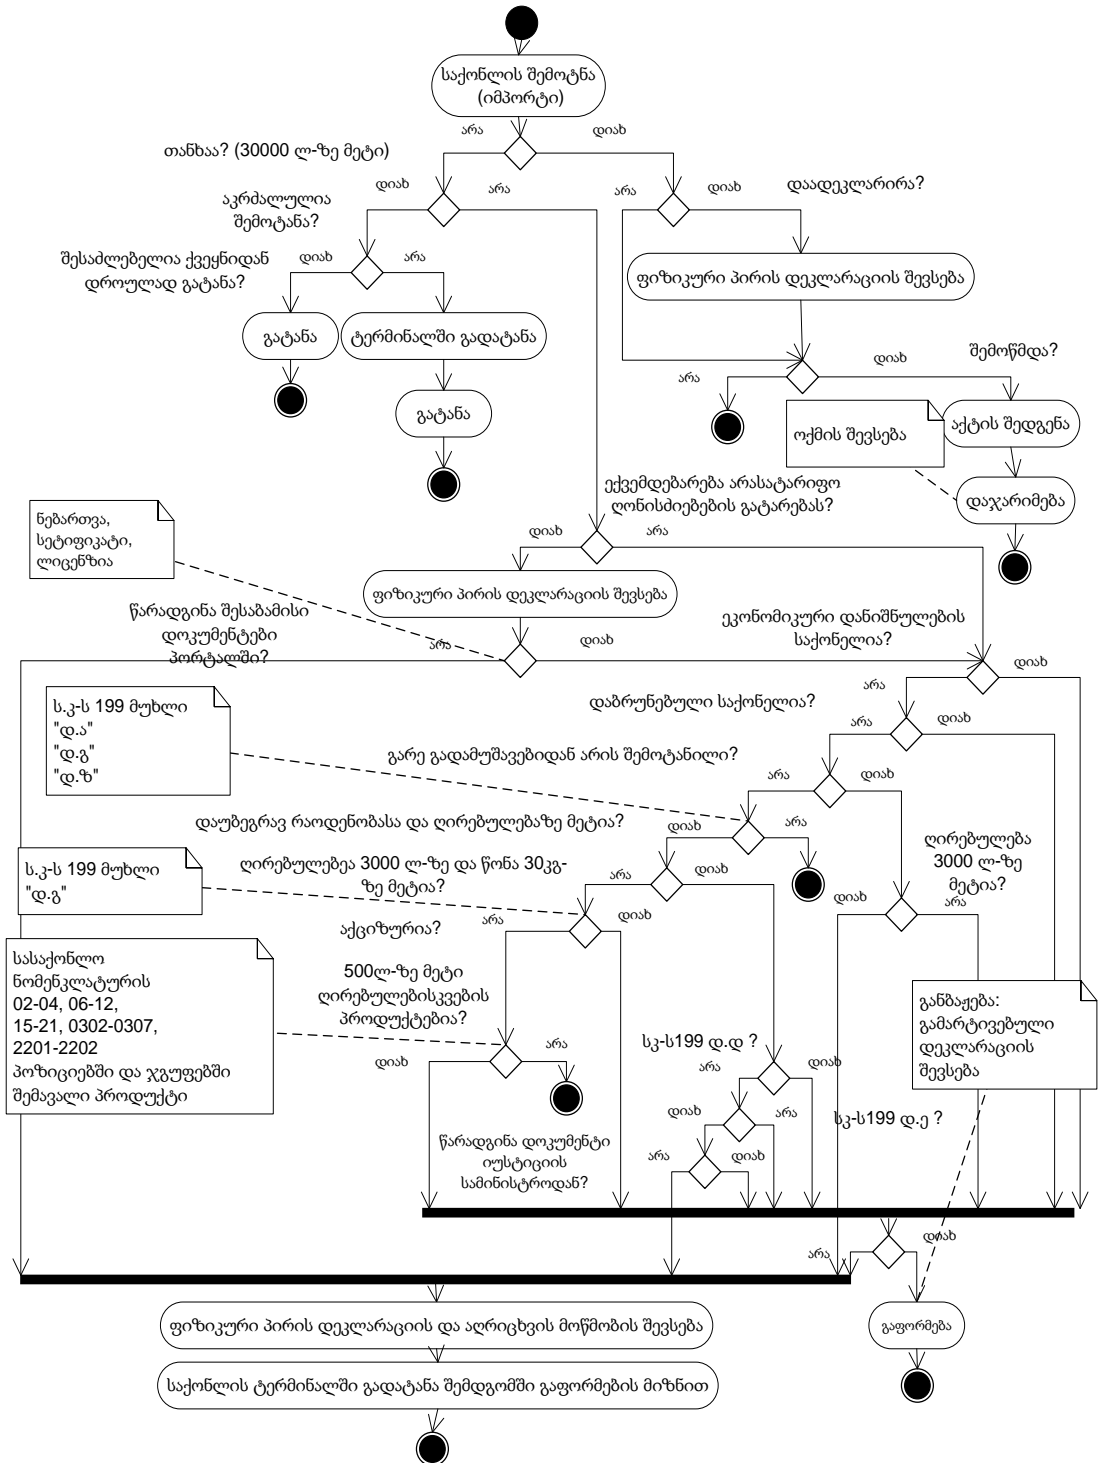 საქონლის შემოტნა
(იმპორტი)
არა
დიახ
თანხაა? (30000 ლ-ზე მეტი)
დიახ
არა
არა
დიახ
დაადეკლარირა?
აკრძალულია
შემოტანა?
შესაძლებელია ქვეყნიდან
დროულად გატანა?
დიახ
არა
ფიზიკური პირის დეკლარაციის შევსება
გატანა
ტერმინალში გადატანა
შემოწმდა?
დიახ
არა
გატანა
ოქმის შევსება
აქტის შედგენა
დაჯარიმება
ექვემდებარება არასატარიფო
ღონისძიებების გატარებას?
ნებართვა,
სეტიფიკატი,
ლიცენზია
დიახ
არა
ფიზიკური პირის დეკლარაციის შევსება
წარადგინა შესაბამისი
დოკუმენტები
პორტალში?
არა
დიახ
ეკონომიკური დანიშნულების
საქონელია?
დიახ
არა
ს.კ-ს 199 მუხლი
"დ.ა"
"დ.გ"
"დ.ზ"
დაბრუნებული საქონელია?
არა
დიახ
გარე გადამუშავებიდან არის შემოტანილი?
არა
დიახ
დაუბეგრავ რაოდენობასა და ღირებულებაზე მეტია?
დიახ
არა
ღირებულება
3000 ლ-ზე
მეტია?
დიახ
არა
ს.კ-ს 199 მუხლი
"დ.გ"
ღირებულებეა 3000 ლ-ზე და წონა 30კგ-
ზე მეტია?
არა
დიახ
აქციზურია?
არა
დიახ
სასაქონლო
ნომენკლატურის
02-04, 06-12,
15-21, 0302-0307,
2201-2202
პოზიციებში და ჯგუფებში
შემავალი პროდუქტი
500ლ-ზე მეტი
ღირებულებისკვების
პროდუქტებია?
დიახ
არა
განბაჟება:
გამარტივებული
დეკლარაციის
შევსება
სკ-ს199 დ.დ ?
არა
დიახ
სკ-ს199 დ.ე ?
დიახ
არა
წარადგინა დოკუმენტი
იუსტიციის
სამინისტროდან?
არა
დიახ
არა
დიახ
ფიზიკური პირის დეკლარაციის და აღრიცხვის მოწმობის შევსება
გაფორმება
საქონლის ტერმინალში გადატანა შემდგომში გაფორმების მიზნით